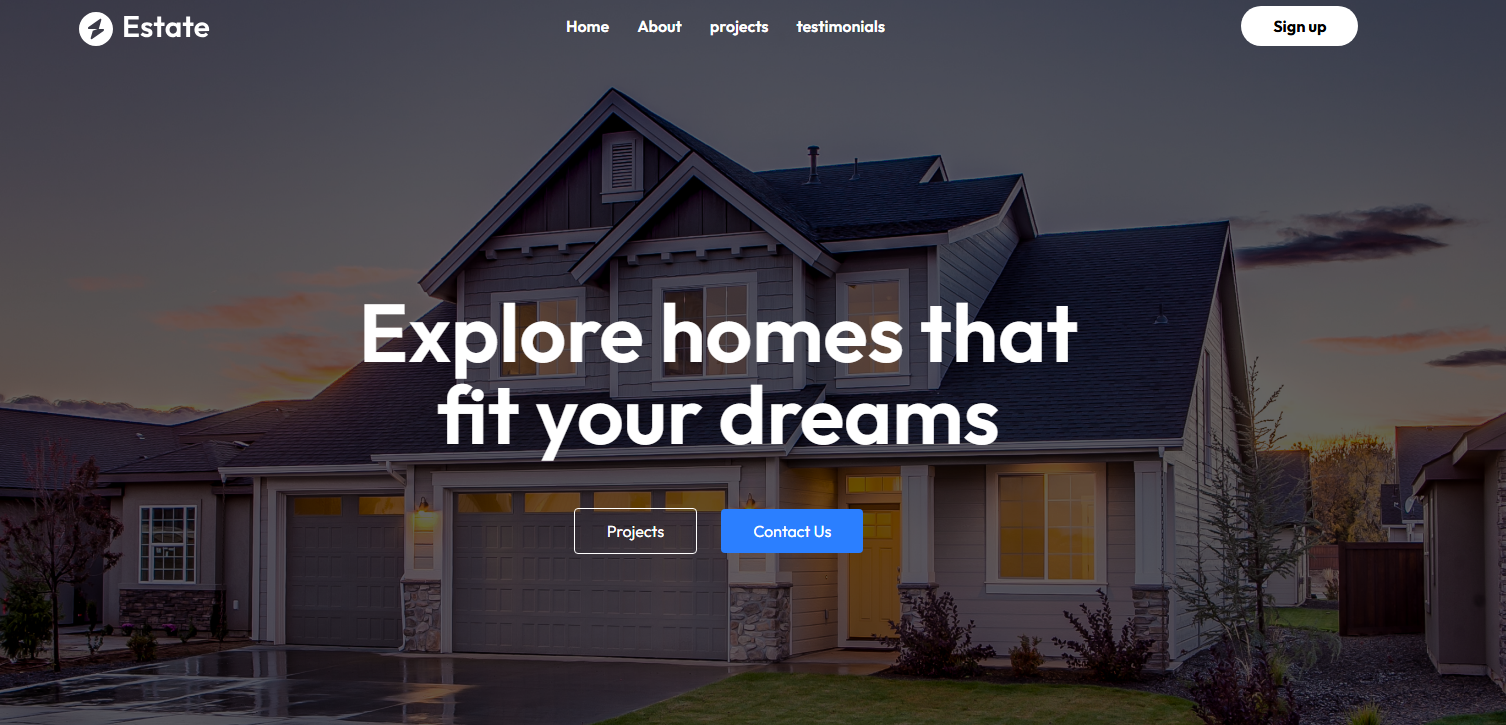 Estate
Home About projects testimonials
Sign up
Explore homes that
fit your dreams
Projects Contact Us